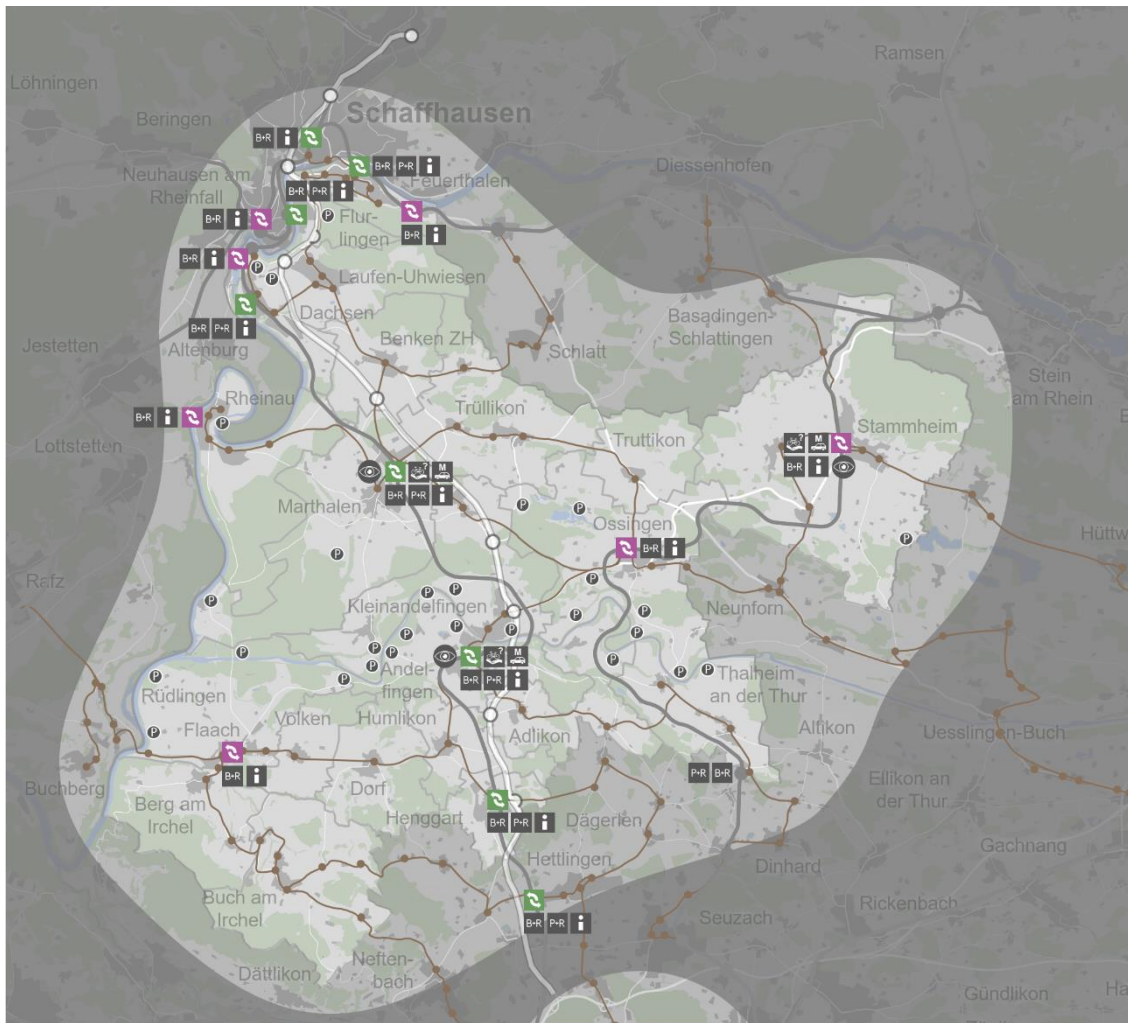 Ramsen
Löhningen
Schaffhausen
Beringen
B+R i
Diessenhofen
Neuhausen am
Rheinfall
B+R P+R i
Feuerthalen
B+R P+R i
B+R i
P
Flur-
lingen
B+R i
B+R i
P P
Laufen-Uhwiesen
Dachsen
Basadingen-
Schlattingen
B+R P+R i
Jestetten
Altenburg
Benken ZH
Schlatt
Stein
am Rhein
Rheinau
B+R i
P
Trüllikon
Stammheim
Lottstetten
Truttikon
? M
B+R i
? M
B+R P+R i
Marthalen
P P
Ossingen
B+R i
Hüttw
P
P
Rafz
P P P
Kleinandelfingen
Neunforn
P
P P P P
P P P
P P P
? M
B+R P+R i
Andel-
fingen
P P P
P P
Thalheim
an der Thur
Rüdlingen
Volken
Humlikon
Flaach
P
Adlikon
Altikon
Uesslingen-Buch
B+R i
P+R B+R
Buchberg
Dorf
Ellikon an
der Thur
Berg am
Irchel
Henggart
B+R P+R i
Dägerlen
Gachnang
Hettlingen
Dinhard
Buch am
Irchel
B+R P+R i
Seuzach
Rickenbach
Neften-
bach
Dättlikon
Gündlikon
Ha